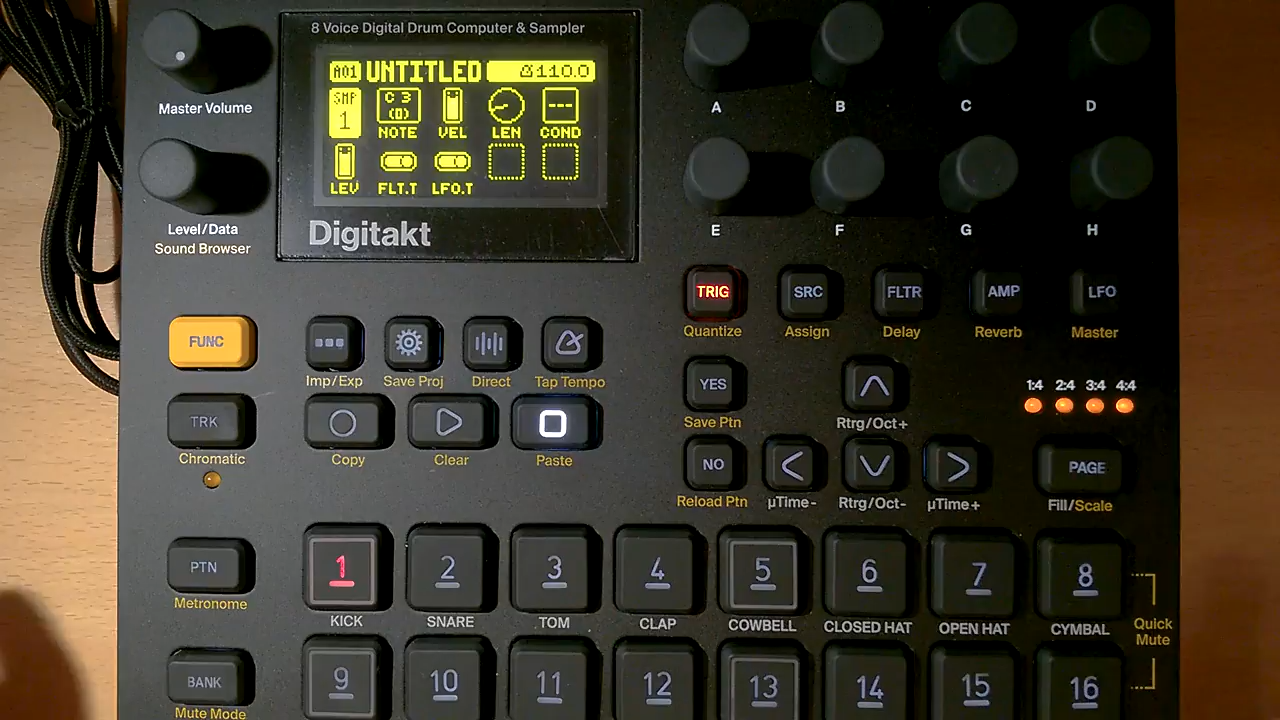 8 Voice Digital Drum Computer & Sampler
A01 UNTITLED 110.0
SMP 1
C 3
(0)
---
NOTE VEL LEN COND
LEV FLT.T LFO.T
Digitakt
Master Volume
Level/Data
Sound Browser
A B C D
E F G H
TRIG SRC FLTR AMP LFO
Quantize Assign Delay Reverb Master
FUNC
Imp/Exp Save Proj Direct Tap Tempo
YES
Save Ptn Rtrg/Oct+
1:4 2:4 3:4 4:4
TRK
Chromatic Copy Clear Paste
NO PAGE
Reload Ptn µTime- Rtrg/Oct- µTime+ Fill/Scale
PTN
Metronome
1 2 3 4 5 6 7 8
KICK SNARE TOM CLAP COWBELL CLOSED HAT OPEN HAT CYMBAL
Quick
Mute
BANK
Mute Mode
9 10 11 12 13 14 15 16